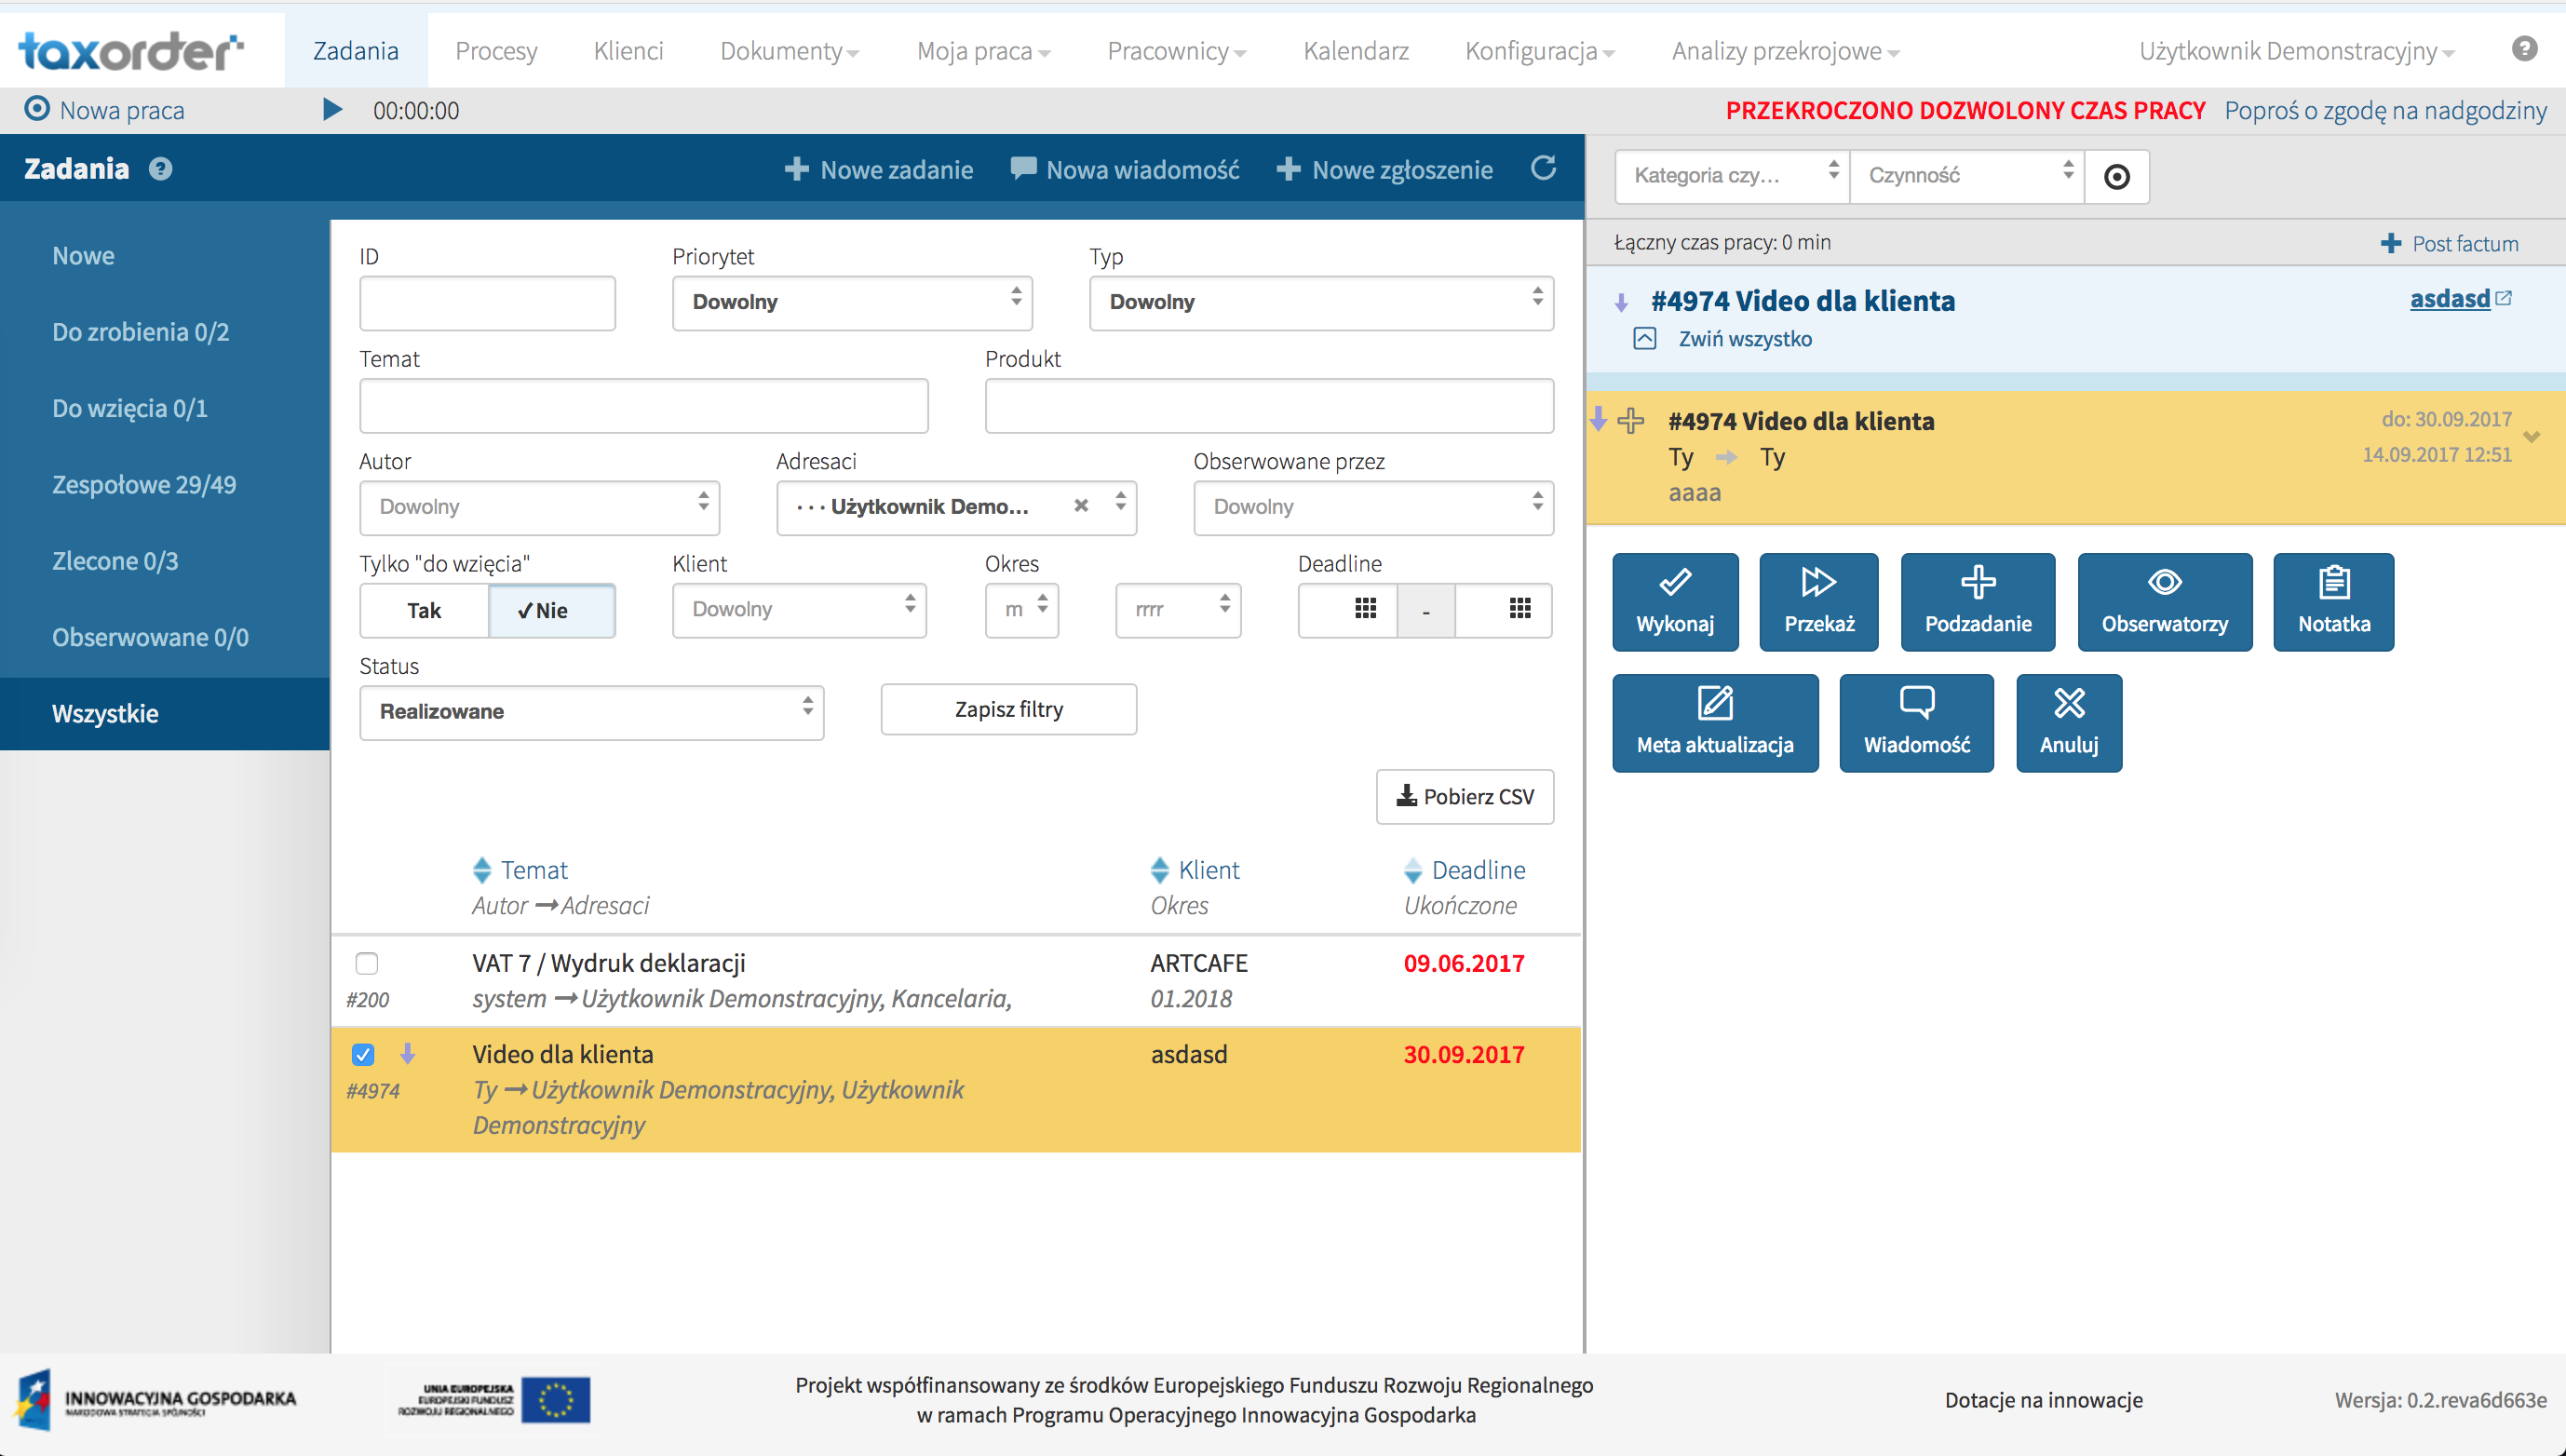 taxorder
Zadania Procesy Klienci Dokumenty Moja praca Pracownicy Kalendarz Konfiguracja Analizy przekrojowe Użytkownik Demonstracyjny ?
Nowa praca 00:00:00 PRZEKROCZONO DOZWOLONY CZAS PRACY Poproś o zgodę na nadgodziny
Zadania ? Nowe zadanie Nowa wiadomość Nowe zgłoszenie
Nowe
Do zrobienia 0/2
Do wzięcia 0/1
Zespołowe 29/49
Zlecone 0/3
Obserwowane 0/0
Wszystkie
ID Priorytet Typ
Dowolny Dowolny
Temat Produkt
Autor Adresaci Obserwowane przez
Dowolny · · · Użytkownik Demo... Dowolny
Tylko "do wzięcia" Klient Okres Deadline
Tak ✓Nie Dowolny m rrrr -
Status
Realizowane Zapisz filtry
Pobierz CSV
Temat Klient Deadline
Autor → Adresaci Okres Ukończone
VAT 7 / Wydruk deklaracji ARTCAFE 09.06.2017
#200 system → Użytkownik Demonstracyjny, Kancelaria, 01.2018
Video dla klienta asdasd 30.09.2017
#4974 Ty → Użytkownik Demonstracyjny, Użytkownik
Demonstracyjny
Kategoria czy... Czynność
Łączny czas pracy: 0 min Post factum
#4974 Video dla klienta asdasd
Zwiń wszystko
#4974 Video dla klienta do: 30.09.2017
Ty → Ty 14.09.2017 12:51
aaaa
Wykonaj Przekaż Podzadanie Obserwatorzy Notatka
Meta aktualizacja Wiadomość Anuluj
INNOWACYJNA GOSPODARKA
NARODOWA STRATEGIA SPÓJNOŚCI
UNIA EUROPEJSKA
EUROPEJSKI FUNDUSZ
ROZWOJU REGIONALNEGO
Projekt współfinansowany ze środków Europejskiego Funduszu Rozwoju Regionalnego
w ramach Programu Operacyjnego Innowacyjna Gospodarka
Dotacje na innowacje
Wersja: 0.2.reva6d663e